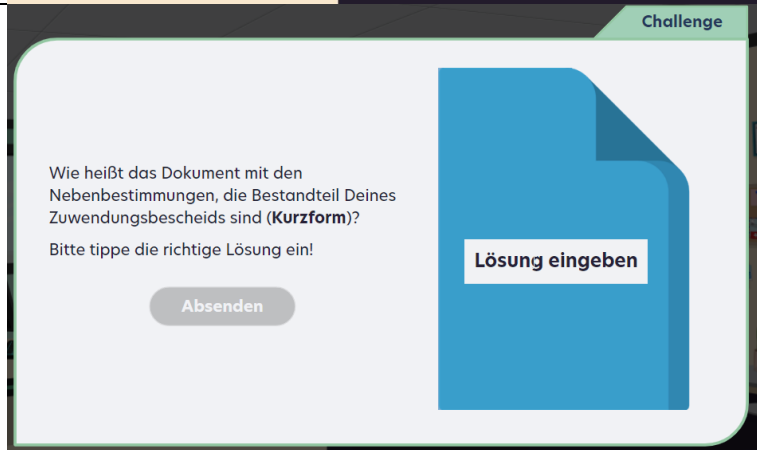 Challenge
Wie heißt das Dokument mit den
Nebenbestimmungen, die Bestandteil Deines
Zuwendungsbescheids sind (Kurzform)?
Bitte tippe die richtige Lösung ein!
Absenden
Lösung eingeben